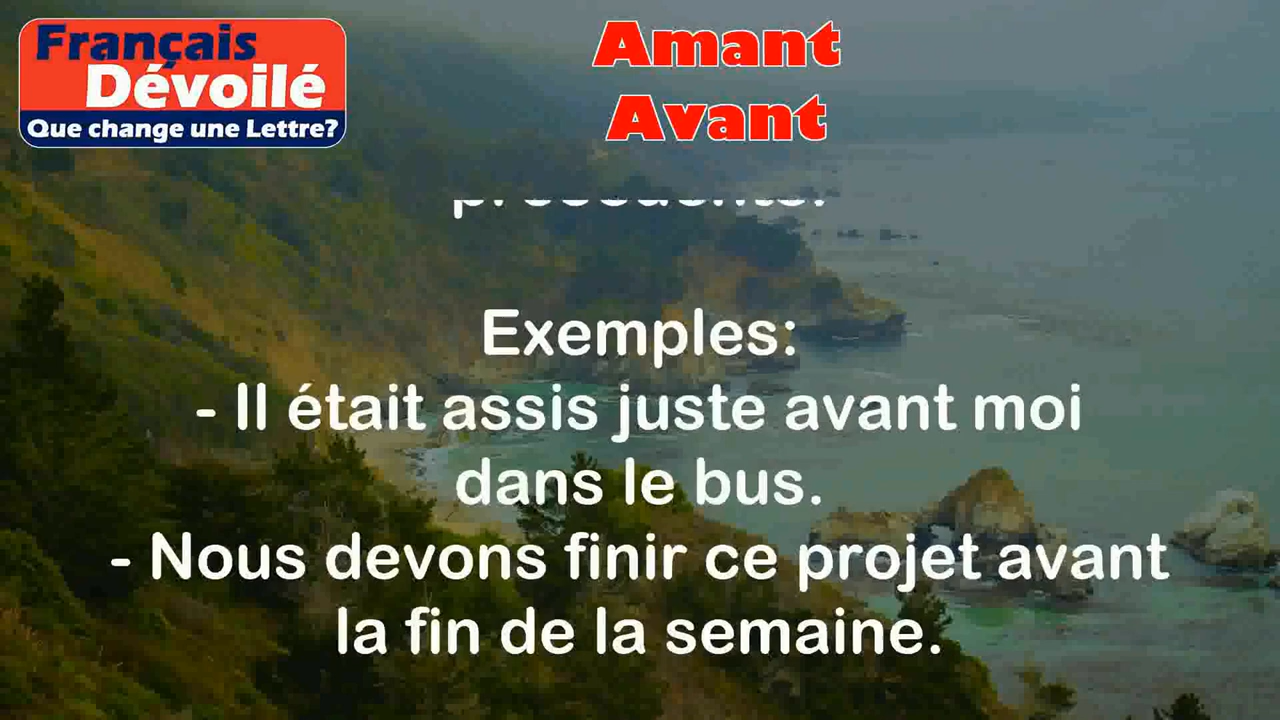 Français
Dévoilé
Que change une Lettre?
Amant
Avant
Exemples:
- Il était assis juste avant moi
dans le bus.
- Nous devons finir ce projet avant
la fin de la semaine.